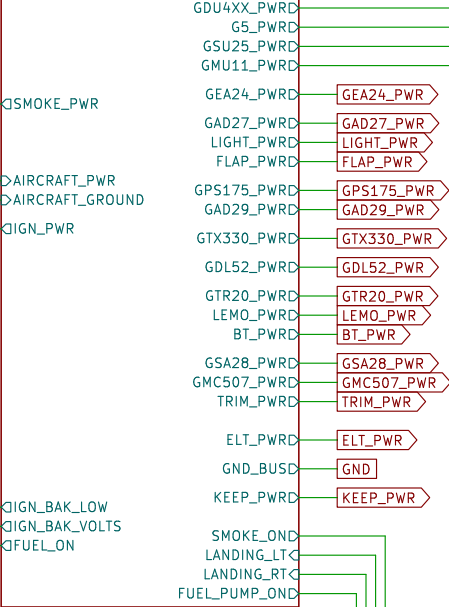 GDU4XX_PWR
G5_PWR
GSU25_PWR
GMU11_PWR
GEA24_PWR GEA24_PWR
SMOKE_PWR
GAD27_PWR GAD27_PWR
LIGHT_PWR LIGHT_PWR
FLAP_PWR FLAP_PWR
AIRCRAFT_PWR
GPS175_PWR GPS175_PWR
AIRCRAFT_GROUND
GAD29_PWR GAD29_PWR
IGN_PWR
GTX330_PWR GTX330_PWR
GDL52_PWR GDL52_PWR
GTR20_PWR GTR20_PWR
LEMO_PWR LEMO_PWR
BT_PWR BT_PWR
GSA28_PWR GSA28_PWR
GMC507_PWR GMC507_PWR
TRIM_PWR TRIM_PWR
ELT_PWR ELT_PWR
GND_BUS GND
KEEP_PWR KEEP_PWR
IGN_BAK_LOW
IGN_BAK_VOLTS
SMOKE_ON
FUEL_ON
LANDING_LT
LANDING_RT
FUEL_PUMP_ON